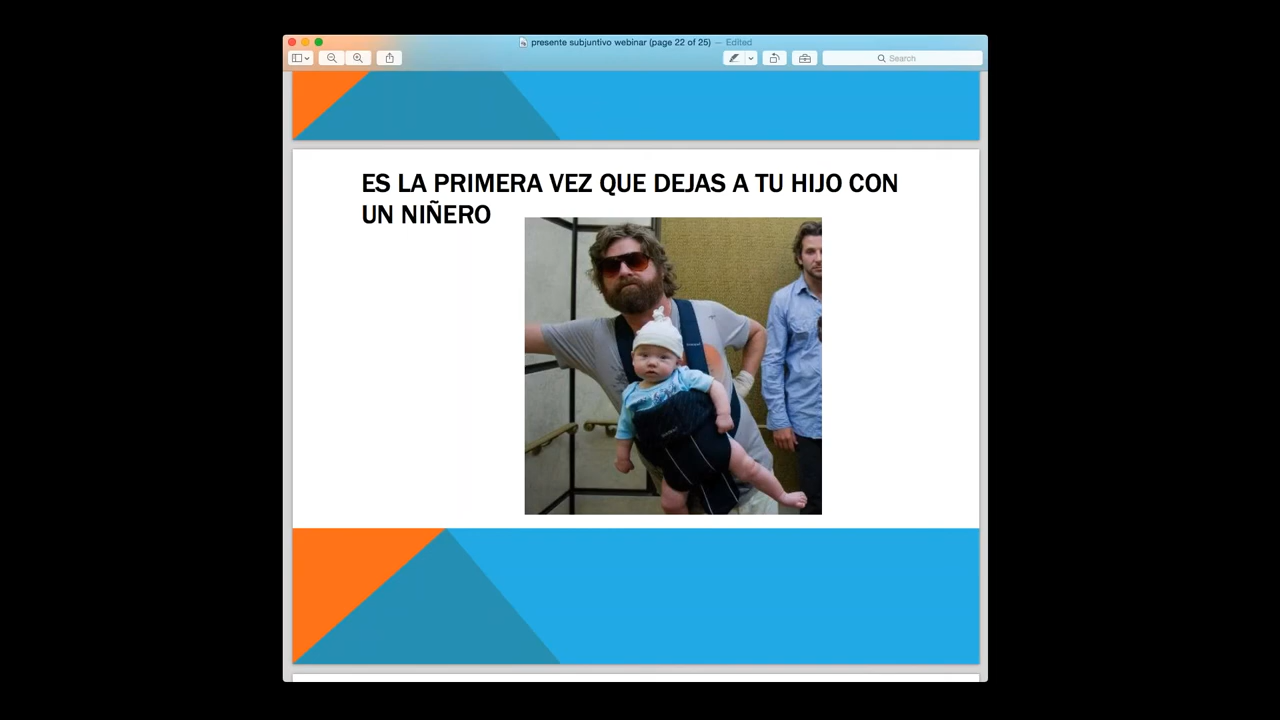 presente subjuntivo webinar (page 22 of 25) — Edited
Search
ES LA PRIMERA VEZ QUE DEJAS A TU HIJO CON
UN NIÑERO